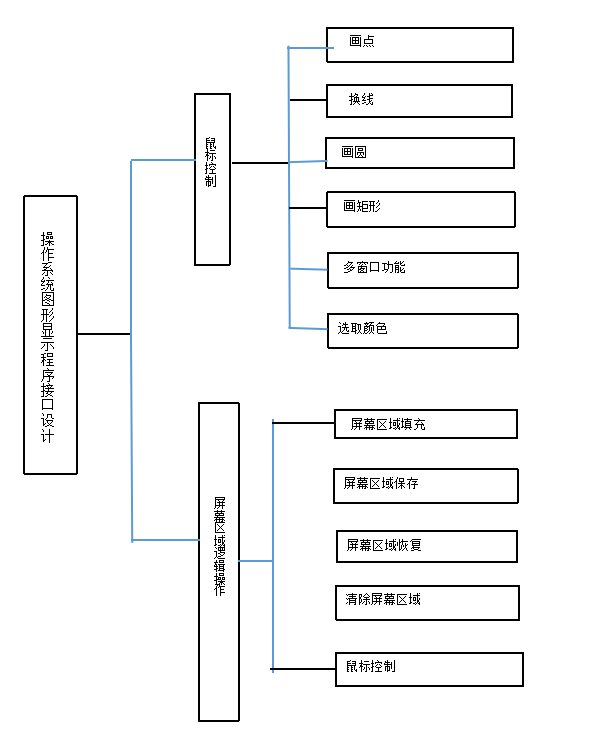 操作系统图形显示程序接口设计
鼠标控制
画点
换线
画圆
画矩形
多窗口功能
选取颜色
屏幕区域逻辑操作
屏幕区域填充
屏幕区域保存
屏幕区域恢复
清除屏幕区域
鼠标控制